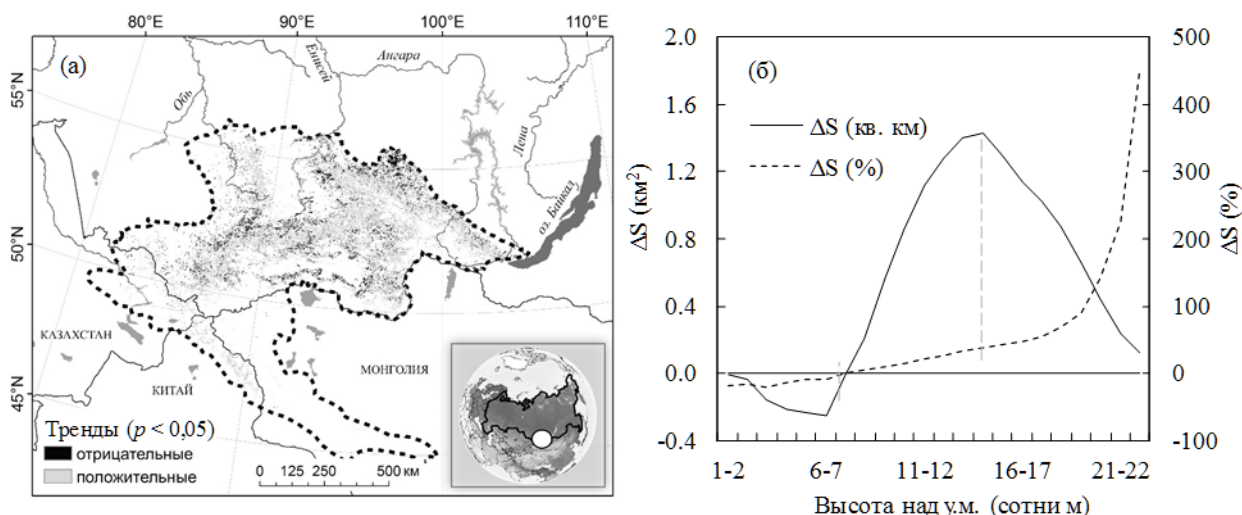 80°E 90°E 100°E 110°E
(а)
55°N
50°N
45°N
Обь
Енисей
Ангара
Лена
оз. Байкал
КАЗАХСТАН
КИТАЙ
МОНГОЛИЯ
Тренды (p < 0,05)
отрицательные
положительные
0 125 250 500 км
(б)
ΔS (кв. км)
ΔS (%)
ΔS (км²)
2.0
1.6
1.2
0.8
0.4
0.0
-0.4
500
400
300
200
100
0
-100
ΔS (%)
1-2 6-7 11-12 16-17 21-22
Высота над у.м. (сотни м)